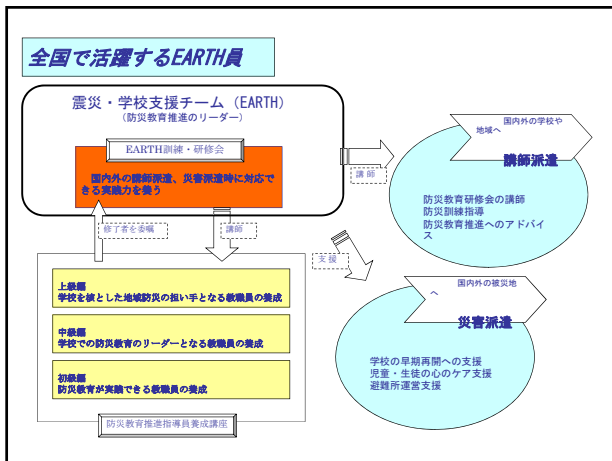 全国で活躍するEARTH員
震災・学校支援チーム（EARTH）
（防災教育推進のリーダー）
EARTH訓練・研修会
国内外の講師派遣、災害派遣時に対応で
きる実践力を養う
修了者を委嘱
講師
講 師
支 援
国内外の学校や
地域へ
講師派遣
防災教育研修会の講師
防災訓練指導
防災教育推進へのアドバイ
ス
上級編
学校を核とした地域防災の担い手となる教職員の養成
中級編
学校での防災教育のリーダーとなる教職員の養成
初級編
防災教育が実践できる教職員の養成
防災教育推進指導員養成講座
国内外の被災地
へ
災害派遣
学校の早期再開への支援
児童・生徒の心のケア支援
避難所運営支援